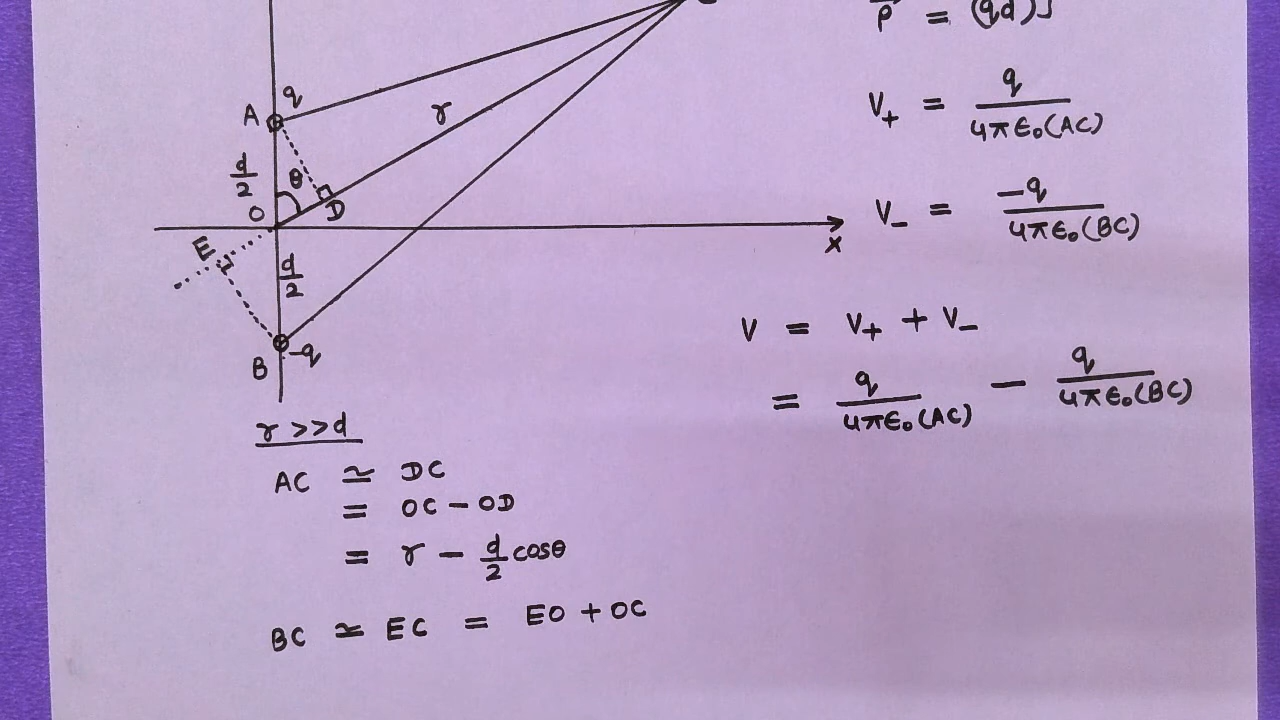 p⃗ = (qd) ĵ
A q
r
V₊ = q / 4πε₀(AC)
d/2 θ
O D
V₋ = -q / 4πε₀(BC)
x
E
d/2
V = V₊ + V₋
B -q
= q / 4πε₀(AC) - q / 4πε₀(BC)
r >> d
AC ≃ DC
= OC - OD
= r - d/2 cosθ
BC ≃ EC = EO + OC